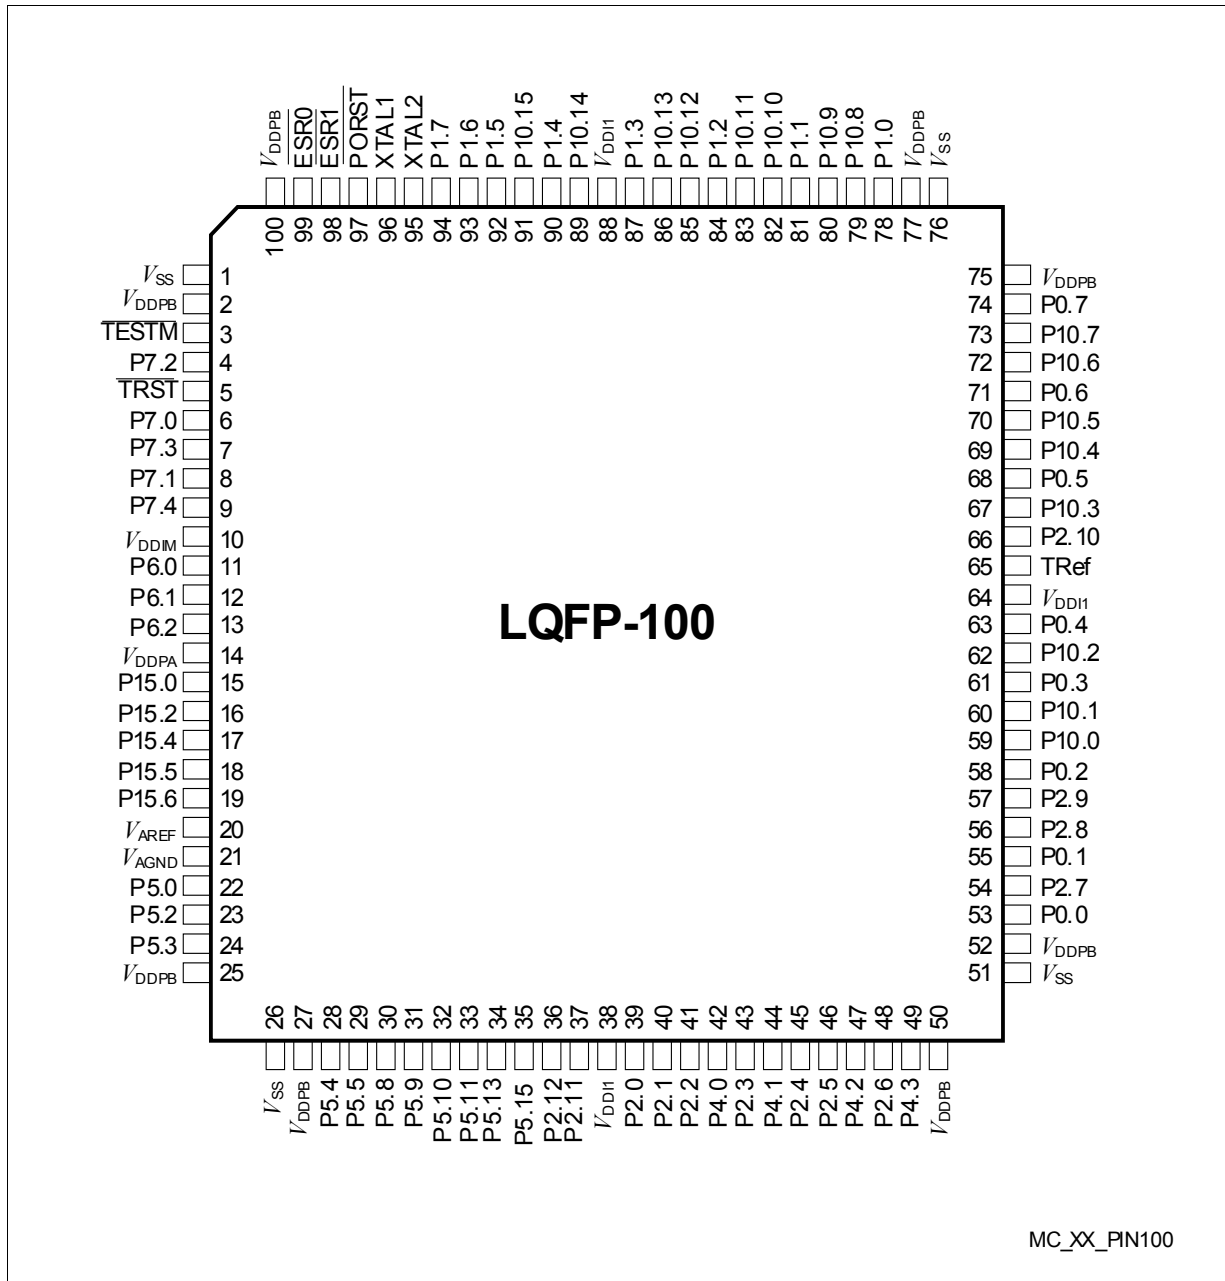 VDDPB
ESR0
ESR1
PORST
XTAL1
XTAL2
P1.7
P1.6
P1.5
P10.15
P1.4
P10.14
VDDI1
P1.3
P10.13
P10.12
P1.2
P10.11
P10.10
P1.1
P10.9
P10.8
P1.0
VDDPB
VSS
100 99 98 97 96 95 94 93 92 91 90 89 88 87 86 85 84 83 82 81 80 79 78 77 76
VSS 1 75 VDDPB
VDDPB 2 74 P0.7
TESTM 3 73 P10.7
P7.2 4 72 P10.6
TRST 5 71 P0.6
P7.0 6 70 P10.5
P7.3 7 69 P10.4
P7.1 8 68 P0.5
P7.4 9 67 P10.3
VDDIM 10 66 P2.10
P6.0 11 65 TRef
P6.1 12 64 VDDI1
P6.2 13 63 P0.4
LQFP-100
VDDPA 14 62 P10.2
P15.0 15 61 P0.3
P15.2 16 60 P10.1
P15.4 17 59 P10.0
P15.5 18 58 P0.2
P15.6 19 57 P2.9
VAREF 20 56 P2.8
VAGND 21 55 P0.1
P5.0 22 54 P2.7
P5.2 23 53 P0.0
P5.3 24 52 VDDPB
VDDPB 25 51 VSS
26 27 28 29 30 31 32 33 34 35 36 37 38 39 40 41 42 43 44 45 46 47 48 49 50
VSS
VDDPB
P5.4
P5.5
P5.8
P5.9
P5.10
P5.11
P5.13
P5.15
P2.12
P2.11
VDDI1
P2.0
P2.1
P2.2
P4.0
P2.3
P4.1
P2.4
P2.5
P4.2
P2.6
P4.3
VDDPB
MC_XX_PIN100